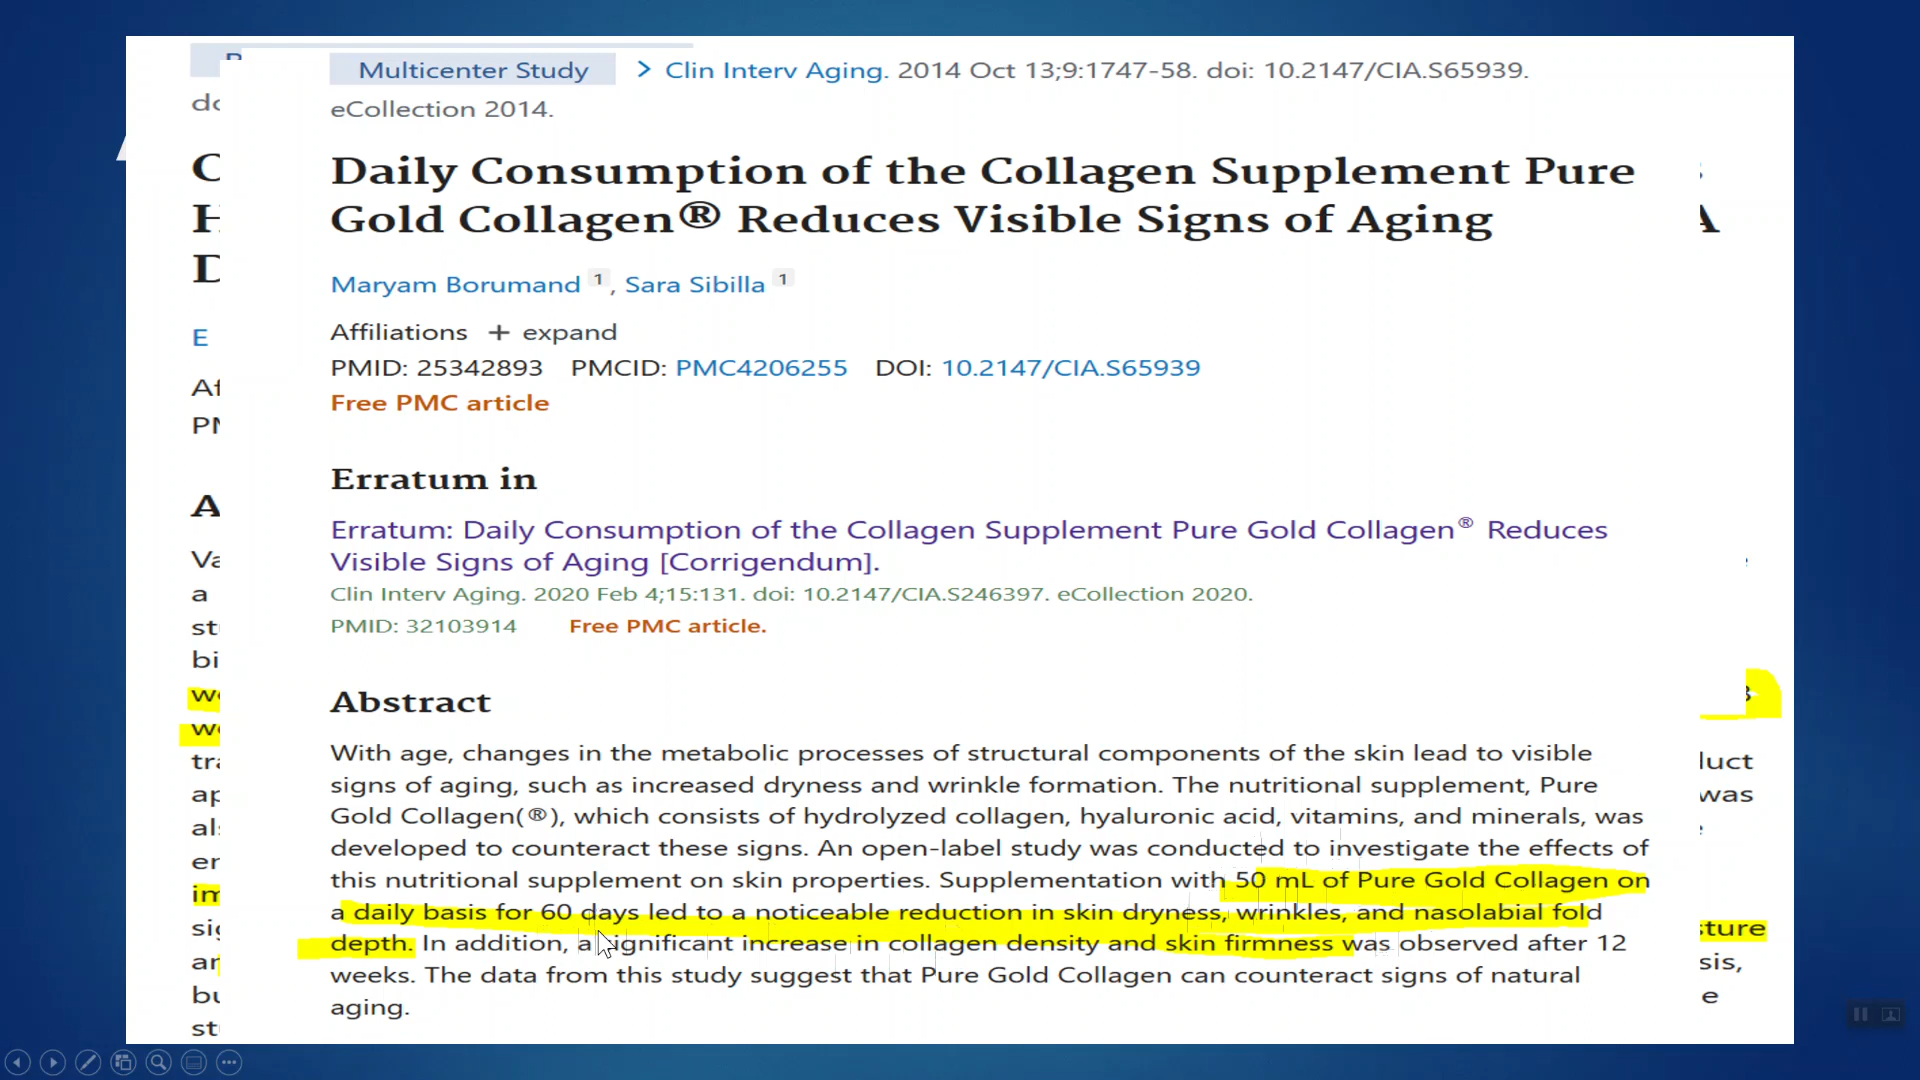 Multicenter Study > Clin Interv Aging. 2014 Oct 13;9:1747-58. doi: 10.2147/CIA.S65939.
eCollection 2014.
Daily Consumption of the Collagen Supplement Pure
Gold Collagen® Reduces Visible Signs of Aging
Maryam Borumand 1, Sara Sibilla 1
Affiliations + expand
PMID: 25342893 PMCID: PMC4206255 DOI: 10.2147/CIA.S65939
Free PMC article
Erratum in
Erratum: Daily Consumption of the Collagen Supplement Pure Gold Collagen® Reduces
Visible Signs of Aging [Corrigendum].
Clin Interv Aging. 2020 Feb 4;15:131. doi: 10.2147/CIA.S246397. eCollection 2020.
PMID: 32103914 Free PMC article.
Abstract
With age, changes in the metabolic processes of structural components of the skin lead to visible
signs of aging, such as increased dryness and wrinkle formation. The nutritional supplement, Pure
Gold Collagen(®), which consists of hydrolyzed collagen, hyaluronic acid, vitamins, and minerals, was
developed to counteract these signs. An open-label study was conducted to investigate the effects of
this nutritional supplement on skin properties. Supplementation with 50 mL of Pure Gold Collagen on
a daily basis for 60 days led to a noticeable reduction in skin dryness, wrinkles, and nasolabial fold
depth. In addition, a significant increase in collagen density and skin firmness was observed after 12
weeks. The data from this study suggest that Pure Gold Collagen can counteract signs of natural
aging.